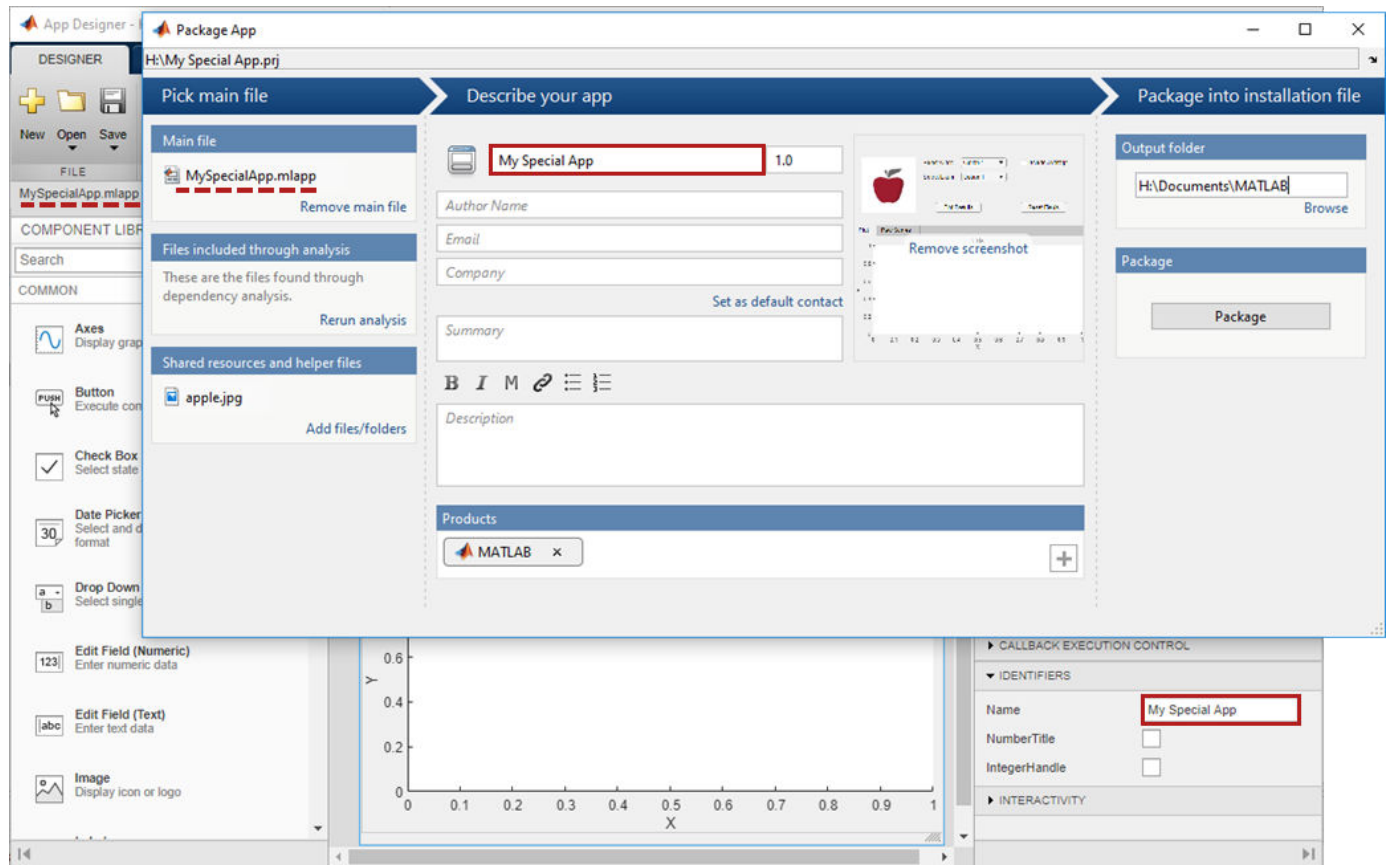 App Designer -
Package App
H:\My Special App.prj
DESIGNER
New Open Save
FILE
MySpecialApp.mlapp
Pick main file
Describe your app
Package into installation file
Main file
MySpecialApp.mlapp
Remove main file
Files included through analysis
These are the files found through
dependency analysis.
Rerun analysis
Shared resources and helper files
apple.jpg
Add files/folders
My Special App 1.0
Author Name
Email
Company
Set as default contact
Summary
B I M
Description
Remove screenshot
Products
MATLAB ×
Output folder
H:\Documents\MATLAB
Browse
Package
Package
COMPONENT LIBR
Search
COMMON
Axes
Display grap
PUSH
Button
Execute con
Check Box
Select state
30
Date Picker
Select and d
format
a
b
Drop Down
Select single
123
Edit Field (Numeric)
Enter numeric data
abc
Edit Field (Text)
Enter text data
Image
Display icon or logo
0.6
Y
0.4
0.2
0
0 0.1 0.2 0.3 0.4 0.5 0.6 0.7 0.8 0.9 1
X
CALLBACK EXECUTION CONTROL
IDENTIFIERS
Name My Special App
NumberTitle
IntegerHandle
INTERACTIVITY